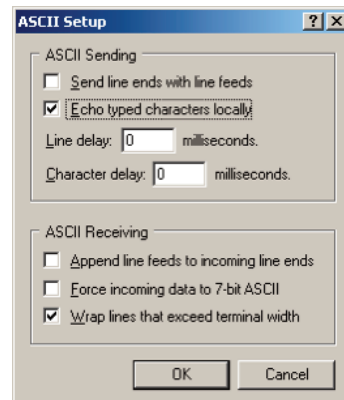 ASCII Setup
ASCII Sending
Send line ends with line feeds
Echo typed characters locally
Line delay: 0 milliseconds.
Character delay: 0 milliseconds.
ASCII Receiving
Append line feeds to incoming line ends
Force incoming data to 7-bit ASCII
Wrap lines that exceed terminal width
OK Cancel